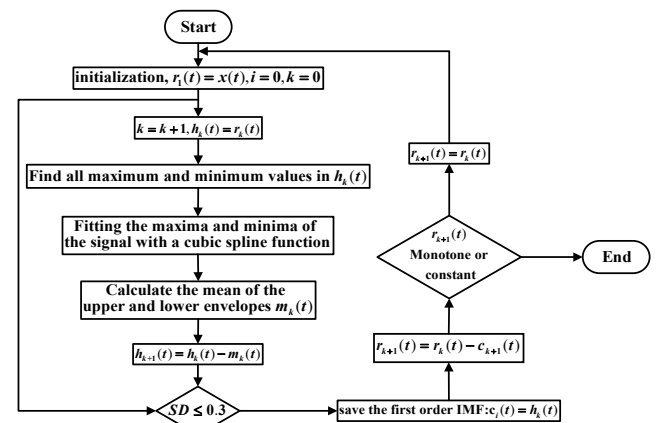 Start
initialization, r₁(t) = x(t), i = 0, k = 0
k = k+1, hₖ(t) = rₖ(t)
Find all maximum and minimum values in hₖ(t)
Fitting the maxima and minima of
the signal with a cubic spline function
Calculate the mean of the
upper and lower envelopes mₖ(t)
hₖ₊₁(t) = hₖ(t) − mₖ(t)
SD ≤ 0.3
save the first order IMF:cᵢ(t) = hₖ(t)
rₖ₊₁(t) = rₖ(t) − cₖ₊₁(t)
rₖ₊₁(t)
Monotone or
constant
rₖ₊₁(t) = rₖ(t)
End